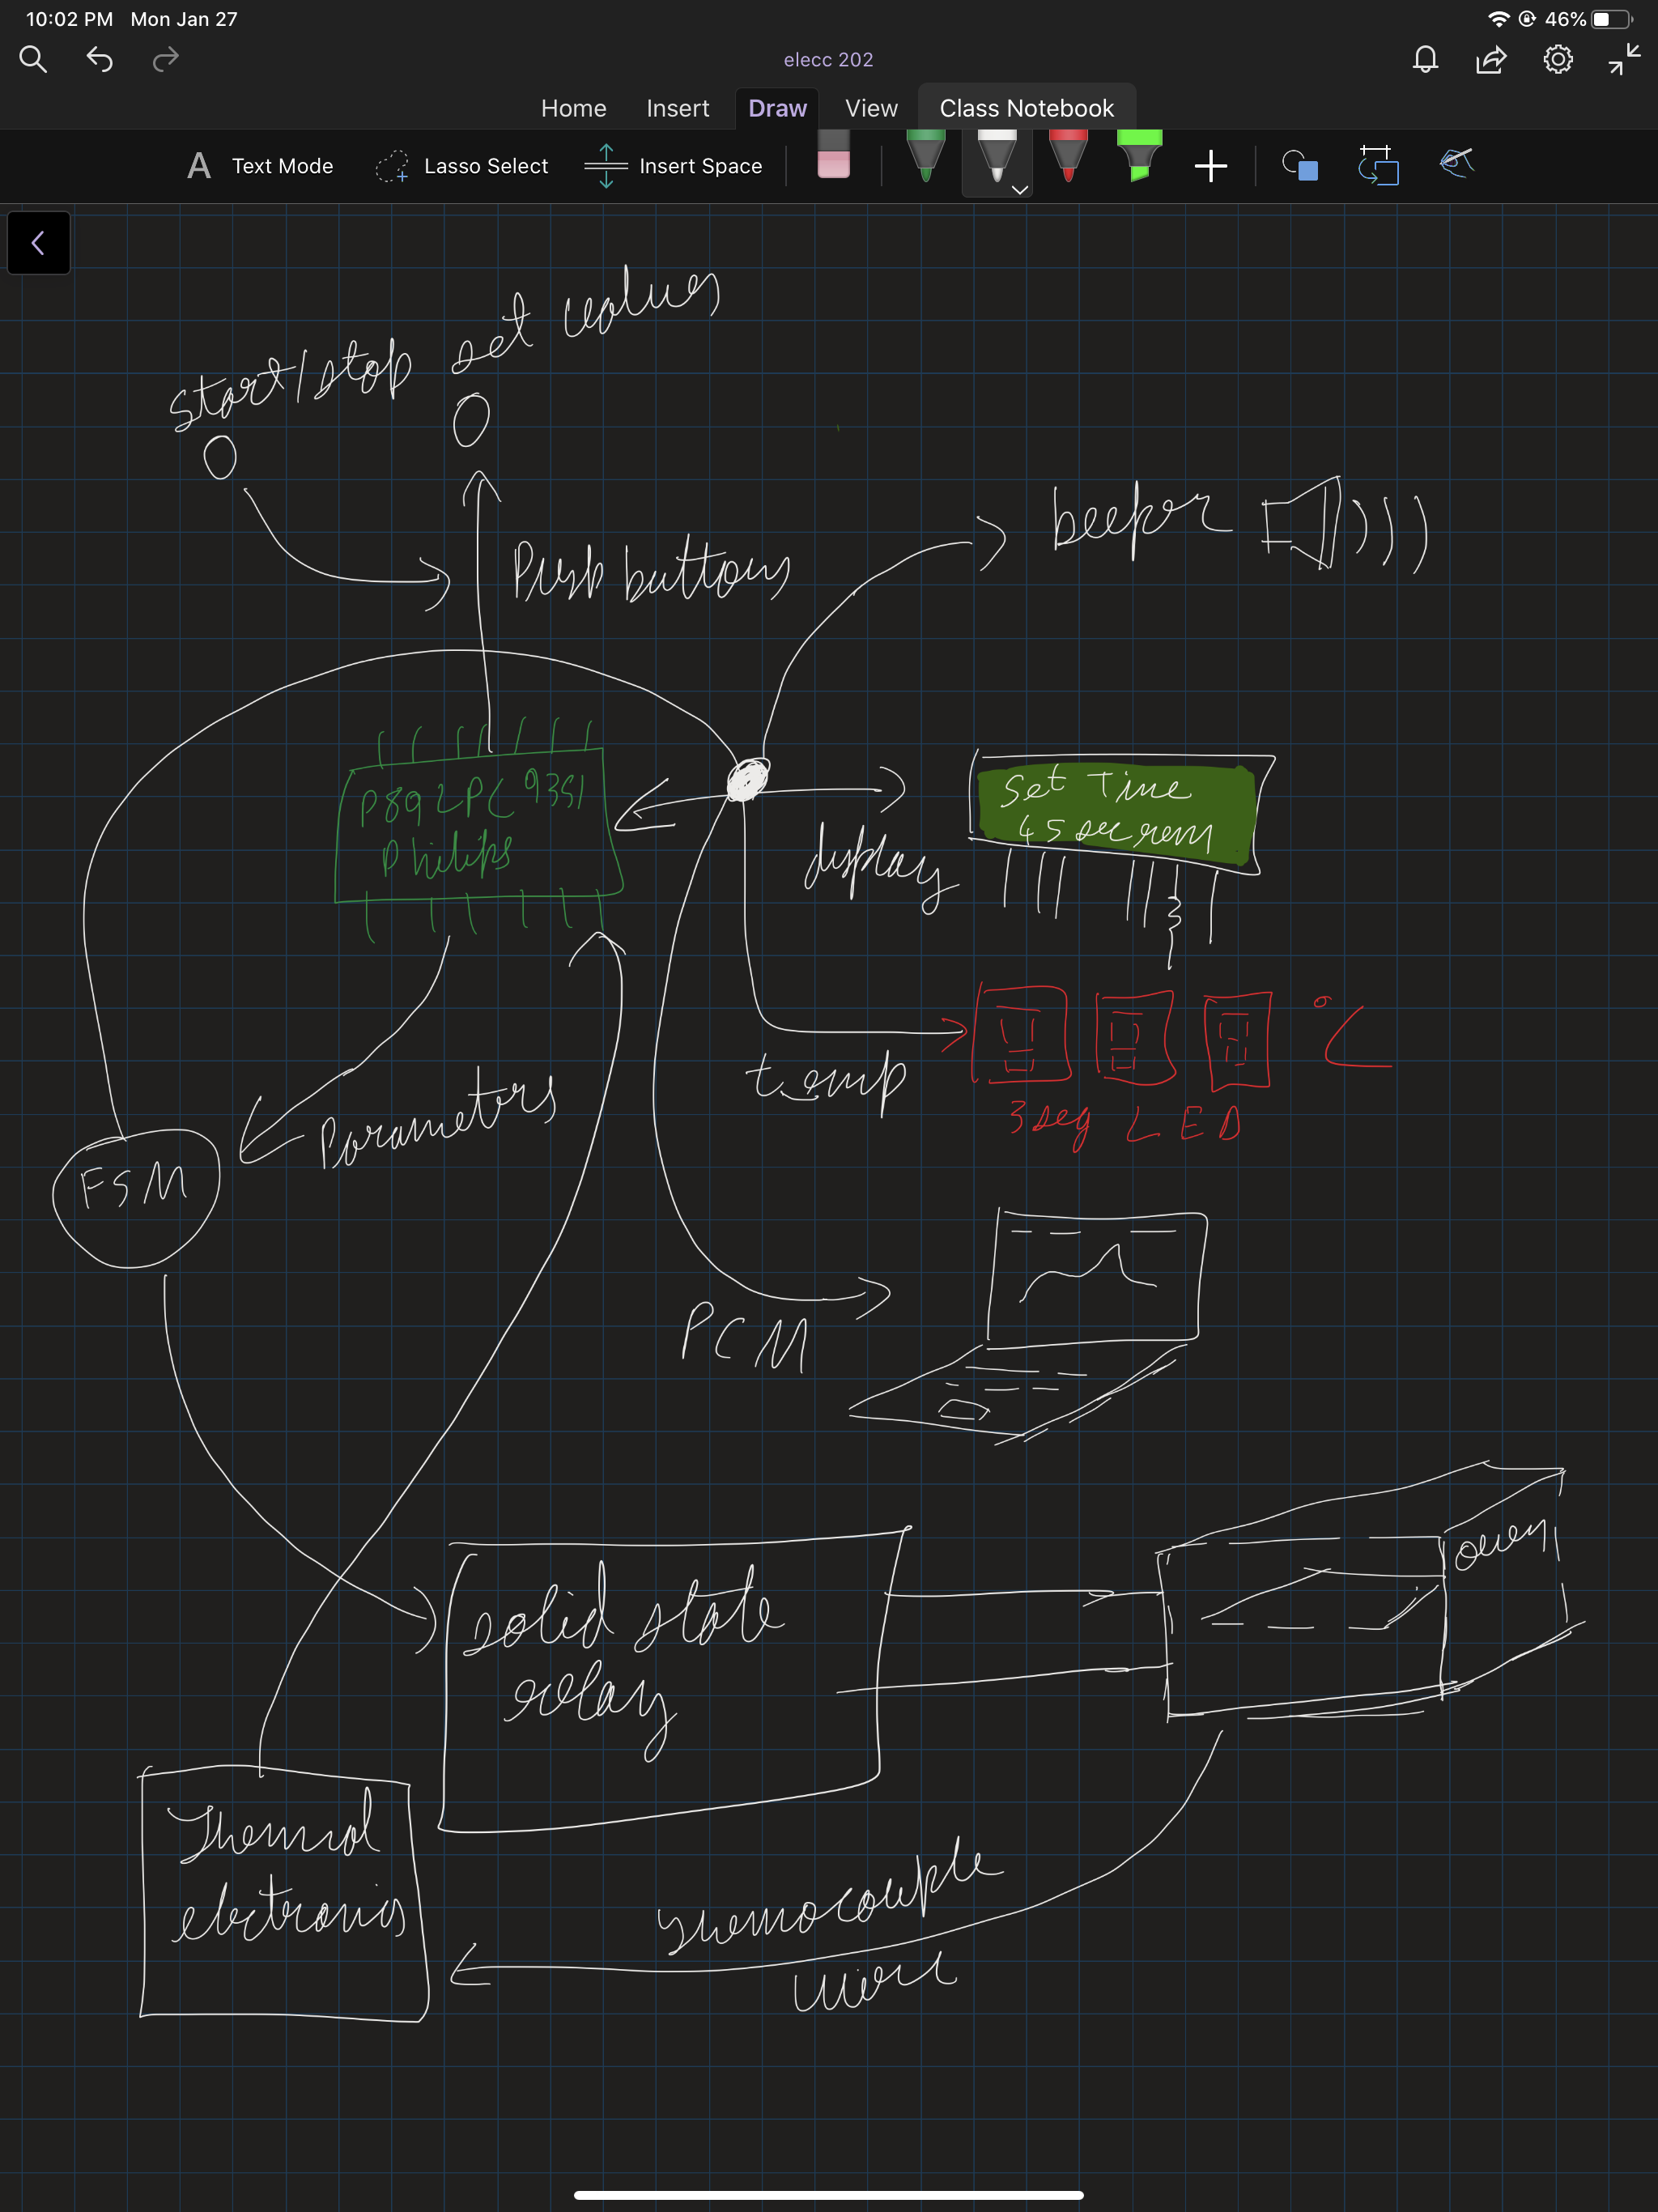 10:02 PM Mon Jan 27
46%
elecc 202
Home Insert Draw View Class Notebook
A Text Mode Lasso Select Insert Space
start/stop set values
beeper
Push buttons
P89LPC9351
Philips
Set Time
45 sec rem
display
temp
°C
3 seg LED
Parameters
FSM
PCM
oven
solid state
relay
Thermal
electronics
thermocouple
wire